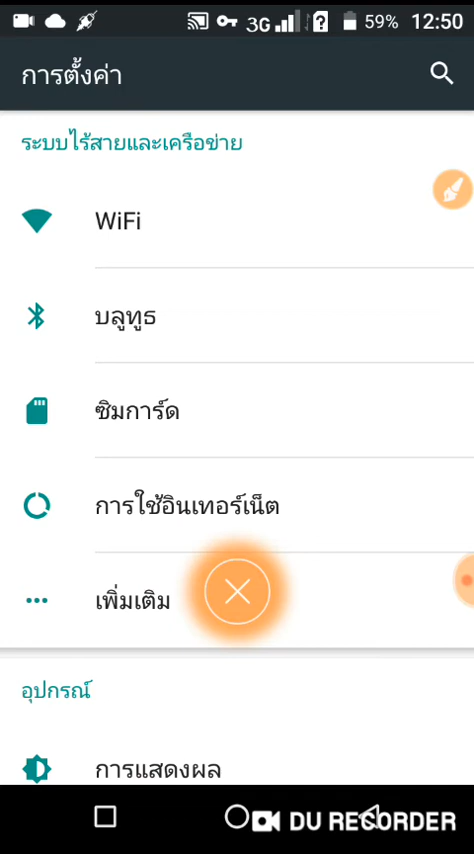 3G 59% 12:50
การตั้งค่า
ระบบไร้สายและเครือข่าย
WiFi
บลูทูธ
ซิมการ์ด
การใช้อินเทอร์เน็ต
เพิ่มเติม
อุปกรณ์
การแสดงผล
DU RECORDER